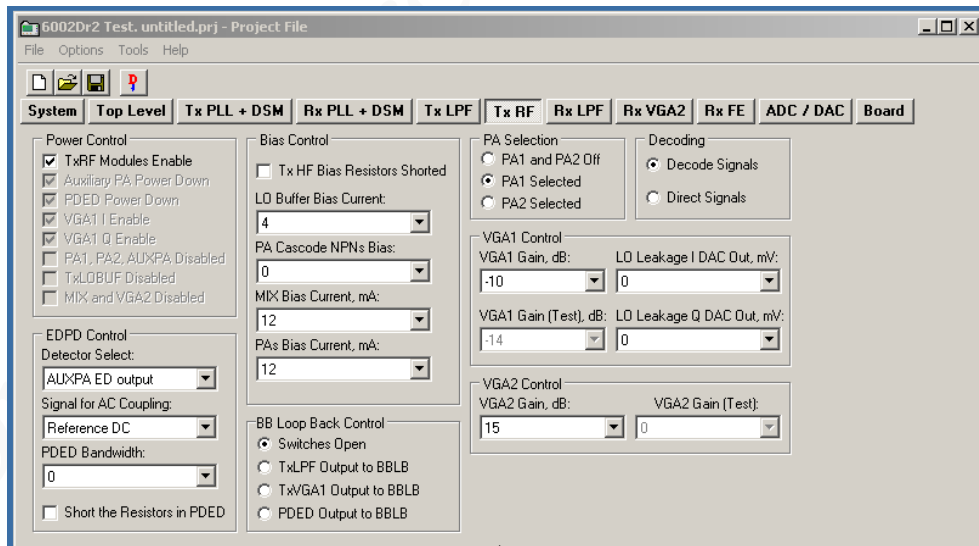 6002Dr2 Test. untitled.prj - Project File
File Options Tools Help
System Top Level Tx PLL + DSM Rx PLL + DSM Tx LPF Tx RF Rx LPF Rx VGA2 Rx FE ADC / DAC Board
Power Control
TxRF Modules Enable
Auxiliary PA Power Down
PDED Power Down
VGA1 I Enable
VGA1 Q Enable
PA1, PA2, AUXPA Disabled
TxLOBUF Disabled
MIX and VGA2 Disabled
EDPD Control
Detector Select:
AUXPA ED output
Signal for AC Coupling:
Reference DC
PDED Bandwidth:
0
Short the Resistors in PDED
Bias Control
Tx HF Bias Resistors Shorted
LO Buffer Bias Current:
4
PA Cascode NPNs Bias:
0
MIX Bias Current, mA:
12
PAs Bias Current, mA:
12
BB Loop Back Control
Switches Open
TxLPF Output to BBLB
TxVGA1 Output to BBLB
PDED Output to BBLB
PA Selection
PA1 and PA2 Off
PA1 Selected
PA2 Selected
Decoding
Decode Signals
Direct Signals
VGA1 Control
VGA1 Gain, dB: LO Leakage I DAC Out, mV:
-10 0
VGA1 Gain (Test), dB: LO Leakage Q DAC Out, mV:
-14 0
VGA2 Control
VGA2 Gain, dB: VGA2 Gain (Test):
15 0